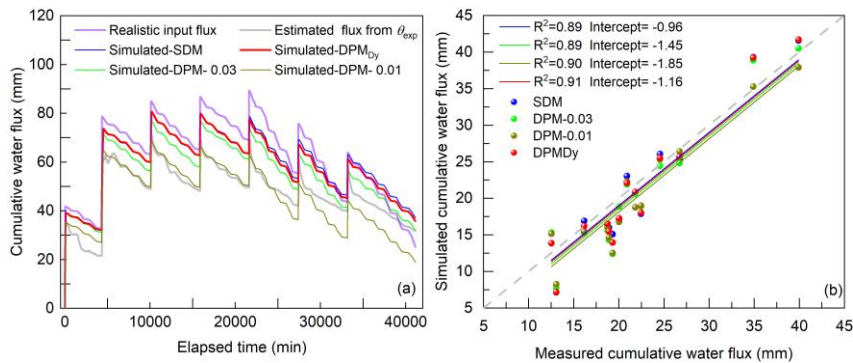 Realistic input flux
Estimated flux from θexp
Simulated-SDM
Simulated-DPMDy
Simulated-DPM- 0.03
Simulated-DPM- 0.01
Cumulative water flux (mm)
120
100
80
60
40
20
0
0 10000 20000 30000 40000
Elapsed time (min)
(a)
R2=0.89 Intercept= -0.96
R2=0.89 Intercept= -1.45
R2=0.90 Intercept= -1.85
R2=0.91 Intercept= -1.16
SDM
DPM-0.03
DPM-0.01
DPMDy
Simulated cumulative water flux (mm)
45
40
35
30
25
20
15
10
5
5 10 15 20 25 30 35 40 45
Measured cumulative water flux (mm)
(b)